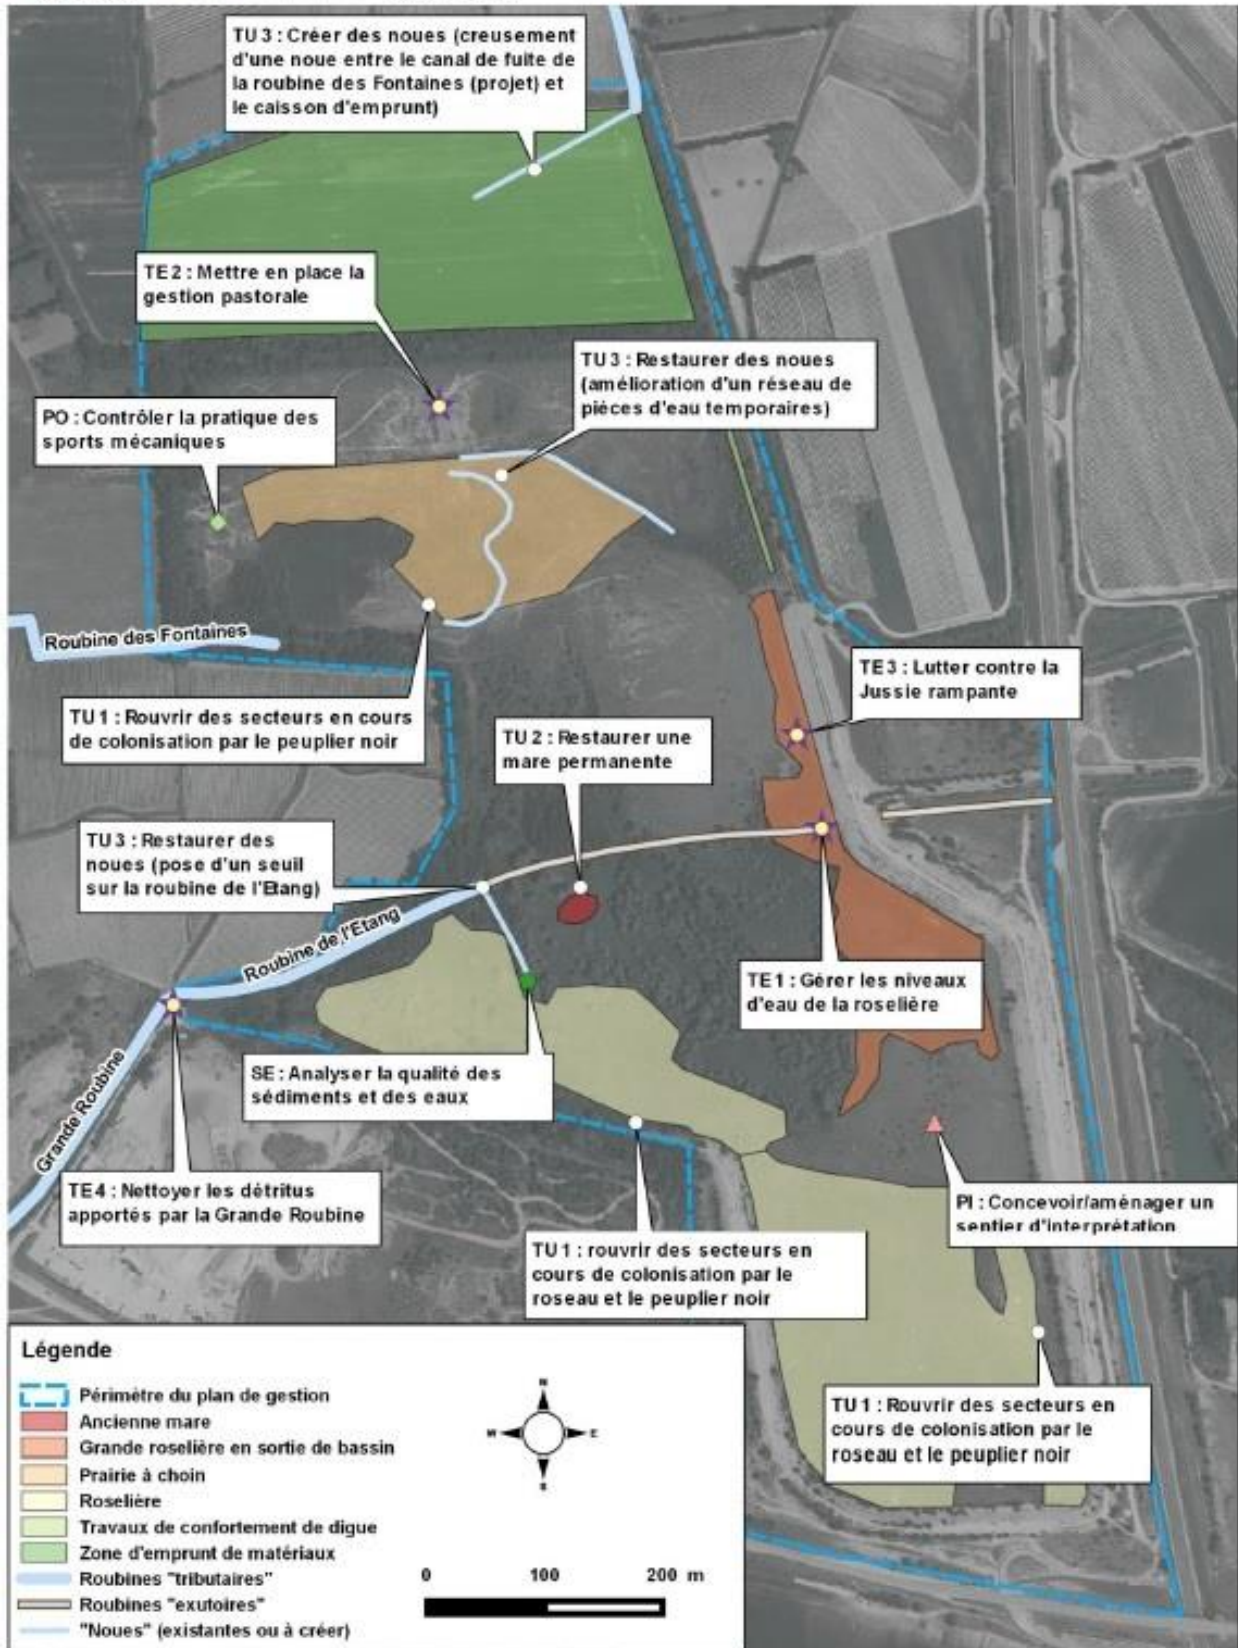 TU 3 : Créer des noues (creusement
d'une noue entre le canal de fuite de
la roubine des Fontaines (projet) et
le caisson d'emprunt)
TE 2 : Mettre en place la
gestion pastorale
TU 3 : Restaurer des noues
(amélioration d'un réseau de
pièces d'eau temporaires)
PO : Contrôler la pratique des
sports mécaniques
Roubine des Fontaines
TE 3 : Lutter contre la
Jussie rampante
TU 1 : Rouvrir des secteurs en cours
de colonisation par le peuplier noir
TU 2 : Restaurer une
mare permanente
TU 3 : Restaurer des
noues (pose d'un seuil
sur la roubine de l'Etang)
Roubine de l'Etang
TE 1 : Gérer les niveaux
d'eau de la roselière
SE : Analyser la qualité des
sédiments et des eaux
Grande Roubine
TE 4 : Nettoyer les détritus
apportés par la Grande Roubine
PI : Concevoir/aménager un
sentier d'interprétation
TU 1 : rouvrir des secteurs en
cours de colonisation par le
roseau et le peuplier noir
TU 1 : Rouvrir des secteurs en
cours de colonisation par le
roseau et le peuplier noir
Légende
Périmètre du plan de gestion
Ancienne mare
Grande roselière en sortie de bassin
Prairie à choin
Roselière
Travaux de confortement de digue
Zone d'emprunt de matériaux
Roubines "tributaires"
Roubines "exutoires"
"Noues" (existantes ou à créer)
N
W E
S
0 100 200 m